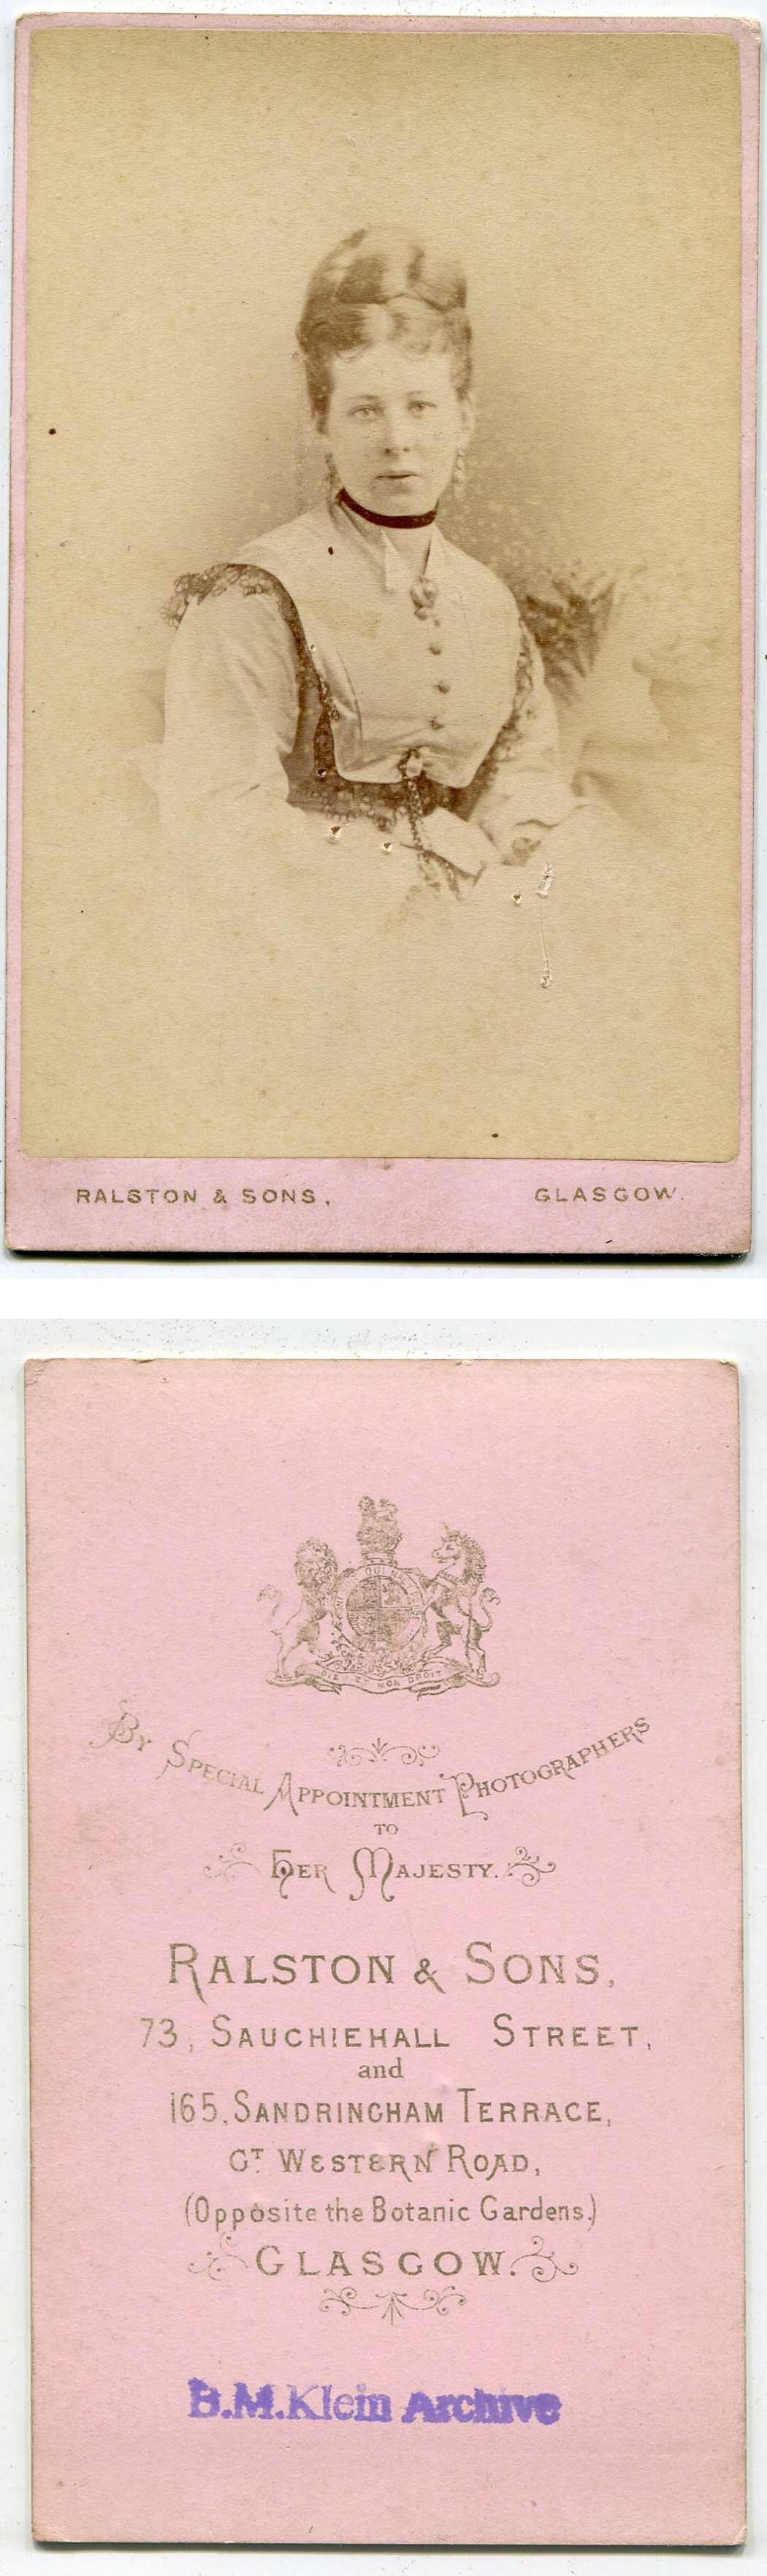 RALSTON & SONS, GLASGOW.
DIEU ET MON DROIT
BY SPECIAL APPOINTMENT PHOTOGRAPHERS
TO
HER MAJESTY.
RALSTON & SONS,
73, SAUCHIEHALL STREET,
and
165, SANDRINGHAM TERRACE,
GT WESTERN ROAD,
(Opposite the Botanic Gardens.)
GLASGOW.
B.M.Klein Archive